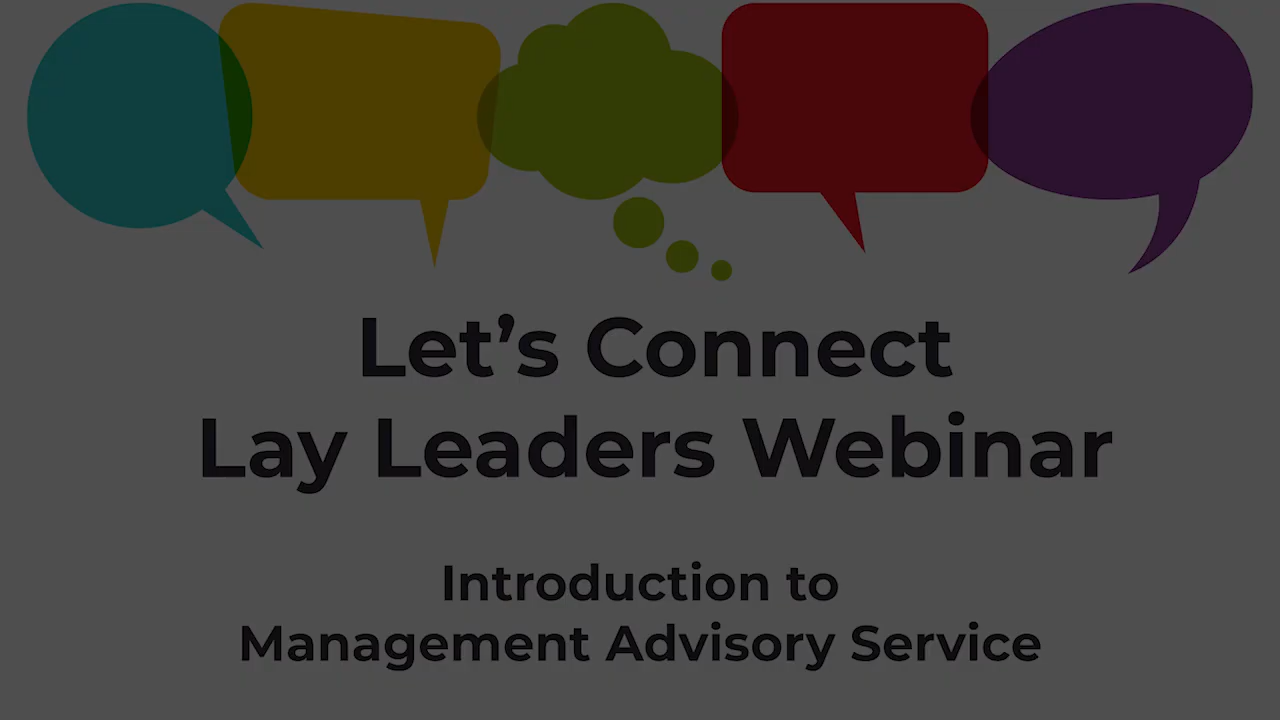 Let’s Connect
Lay Leaders Webinar
Introduction to
Management Advisory Service